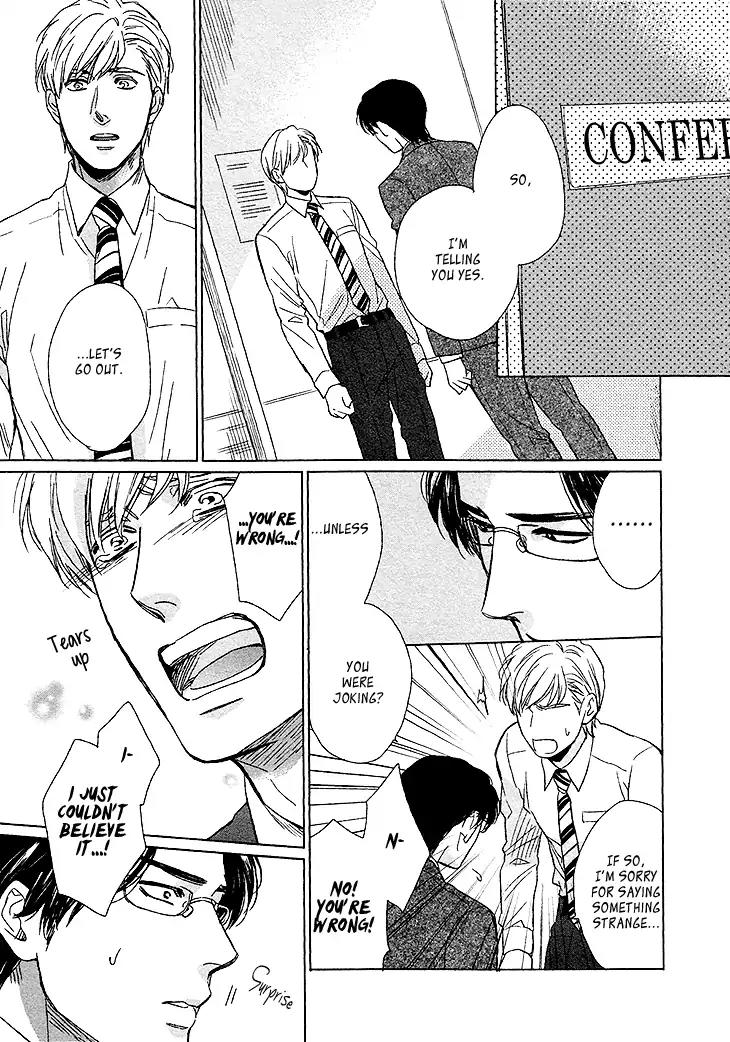 CONFER
SO,
I'M
TELLING
YOU YES.
...LET'S
GO OUT.
......
...UNLESS
YOU
WERE
JOKING?
IF SO,
I'M SORRY
FOR SAYING
SOMETHING
STRANGE...
N-
NO!
YOU'RE
WRONG!
...YOU'RE
WRONG...!
Tears
up
I-
I JUST
COULDN'T
BELIEVE
IT...!
Surprise